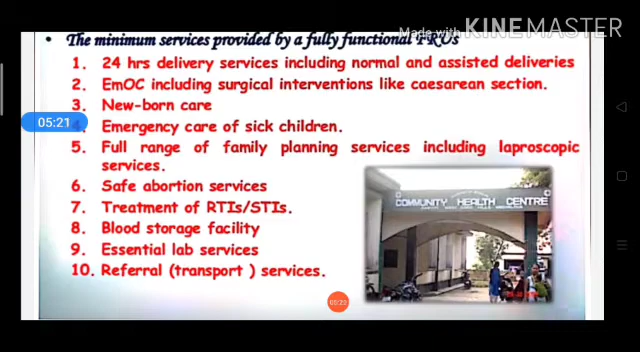 Made with KINEMASTER
• The minimum services provided by a fully functional FRUs
1. 24 hrs delivery services including normal and assisted deliveries
2. EmOC including surgical interventions like caesarean section.
3. New-born care
05:21
4. Emergency care of sick children.
5. Full range of family planning services including laproscopic
services.
6. Safe abortion services
7. Treatment of RTIs/STIs.
8. Blood storage facility
9. Essential lab services
10. Referral (transport ) services.
COMMUNITY HEALTH CENTRE